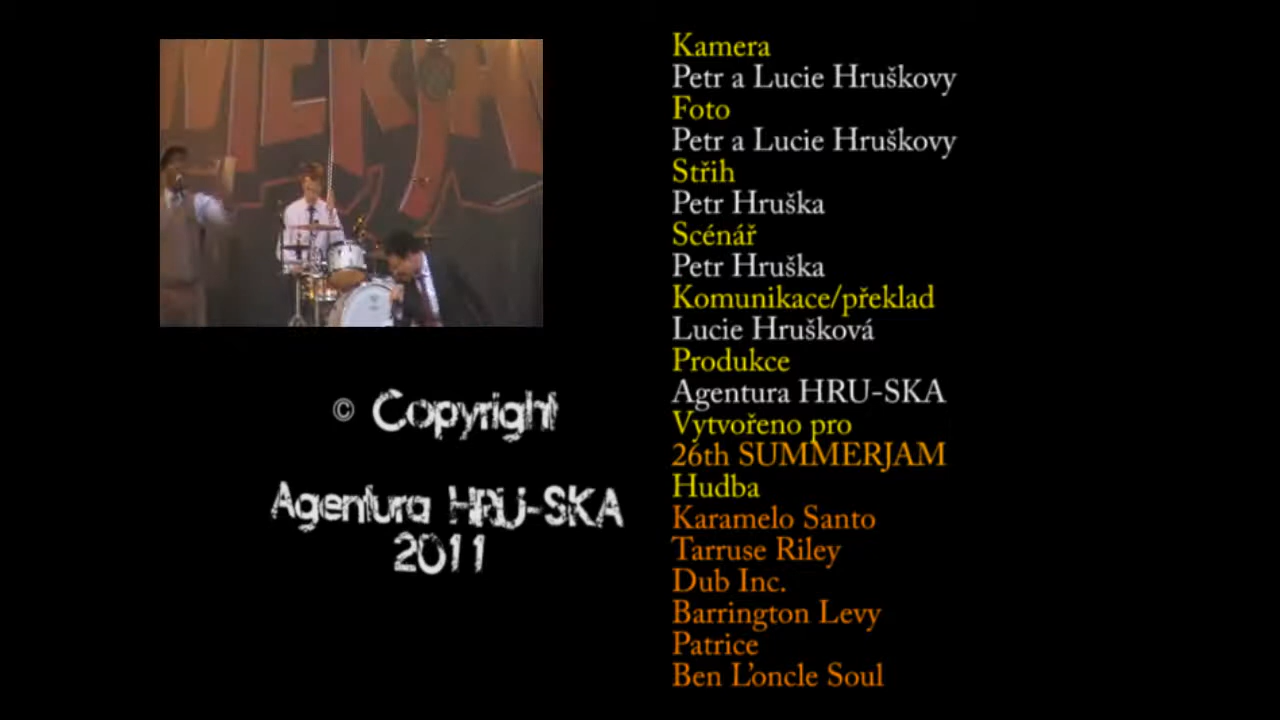 MERJA
Kamera
Petr a Lucie Hruškovy
Foto
Petr a Lucie Hruškovy
Střih
Petr Hruška
Scénář
Petr Hruška
Komunikace/překlad
Lucie Hrušková
Produkce
Agentura HRU-SKA
Vytvořeno pro
26th SUMMERJAM
Hudba
Karamelo Santo
Tarruse Riley
Dub Inc.
Barrington Levy
Patrice
Ben L'oncle Soul
© Copyright
Agentura HRU-SKA
2011